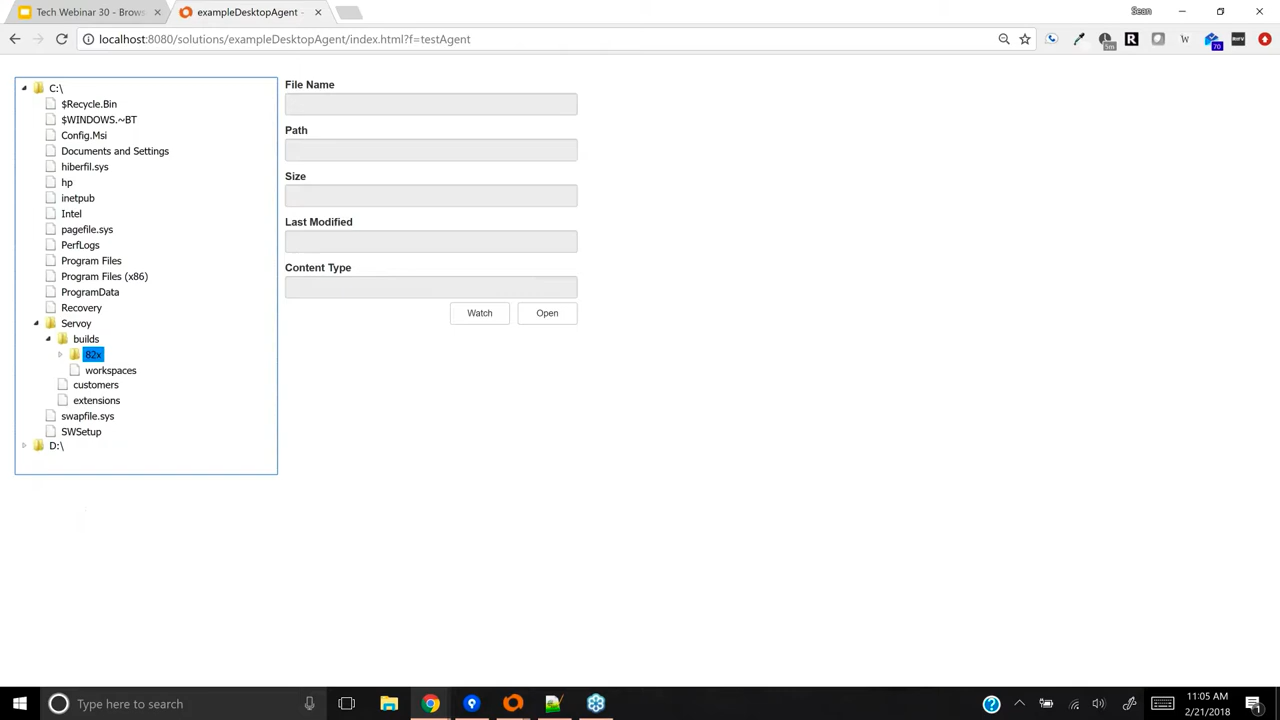 Tech Webinar 30 - Brows
exampleDesktopAgent -
Sean
localhost:8080/solutions/exampleDesktopAgent/index.html?f=testAgent
5m
R
W
70
C:\
$Recycle.Bin
$WINDOWS.~BT
Config.Msi
Documents and Settings
hiberfil.sys
hp
inetpub
Intel
pagefile.sys
PerfLogs
Program Files
Program Files (x86)
ProgramData
Recovery
Servoy
builds
82x
workspaces
customers
extensions
swapfile.sys
SWSetup
D:\
File Name
Path
Size
Last Modified
Content Type
Watch
Open
Type here to search
11:05 AM
2/21/2018
1